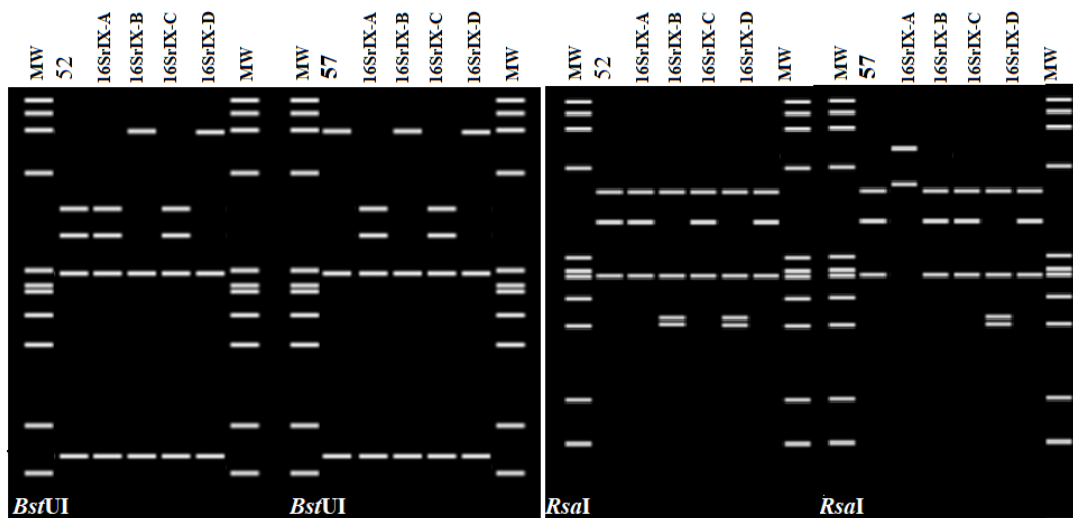 MW
52
16SrIX-A
16SrIX-B
16SrIX-C
16SrIX-D
MW
MW
57
16SrIX-A
16SrIX-B
16SrIX-C
16SrIX-D
MW
MW
52
16SrIX-A
16SrIX-B
16SrIX-C
16SrIX-D
MW
MW
57
16SrIX-A
16SrIX-B
16SrIX-C
16SrIX-D
MW
BstUI
BstUI
RsaI
RsaI